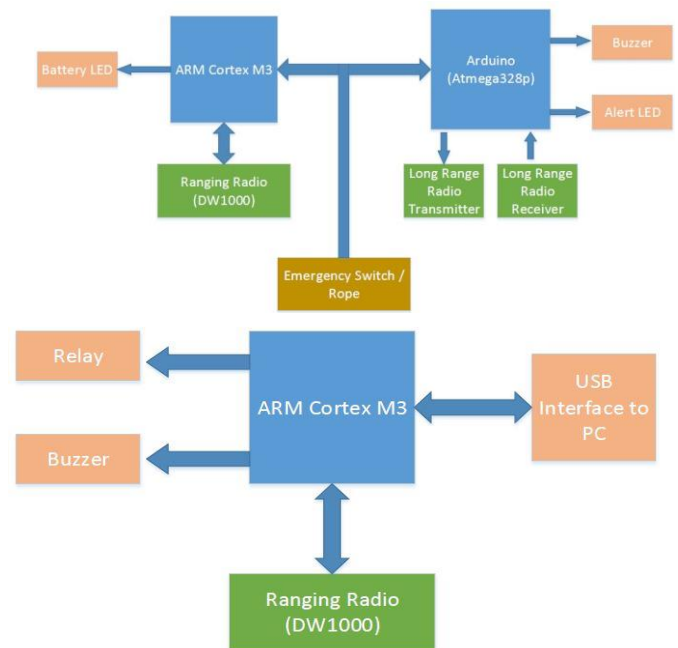 Battery LED
ARM Cortex M3
Arduino
(Atmega328p)
Buzzer
Alert LED
Ranging Radio
(DW1000)
Long Range
Radio
Transmitter
Long Range
Radio
Receiver
Emergency Switch /
Rope
Relay
Buzzer
ARM Cortex M3
USB
Interface to
PC
Ranging Radio
(DW1000)